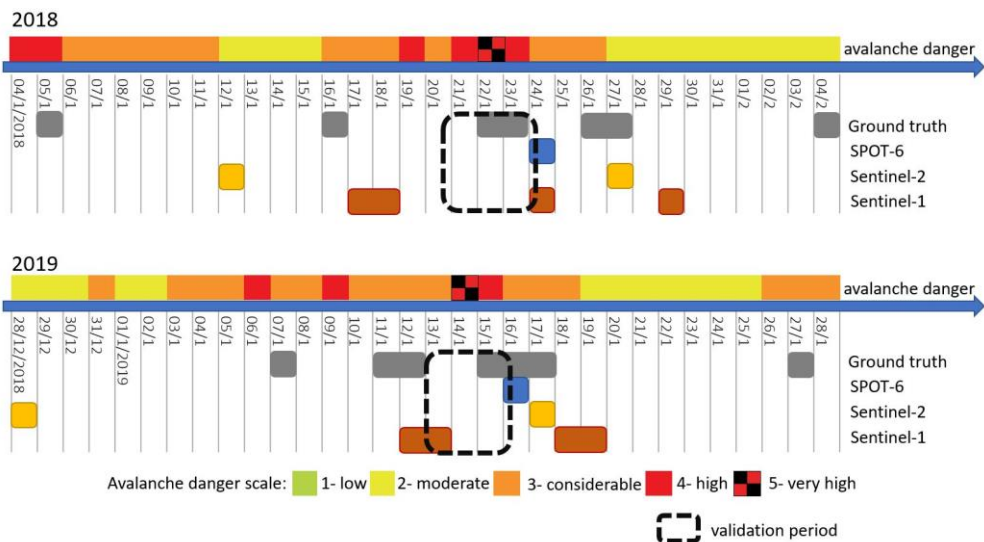 2018
avalanche danger
04/1/2018 05/1 06/1 07/1 08/1 09/1 10/1 11/1 12/1 13/1 14/1 15/1 16/1 17/1 18/1 19/1 20/1 21/1 22/1 23/1 24/1 25/1 26/1 27/1 28/1 29/1 30/1 31/1 01/2 02/2 03/2 04/2
Ground truth
SPOT-6
Sentinel-2
Sentinel-1
2019
avalanche danger
28/12/2018 29/12 30/12 31/12 01/1/2019 02/1 03/1 04/1 05/1 06/1 07/1 09/1 10/1 11/1 12/1 13/1 14/1 15/1 16/1 17/1 18/1 19/1 20/1 21/1 22/1 23/1 24/1 25/1 26/1 27/1 28/1
Ground truth
SPOT-6
Sentinel-2
Sentinel-1
Avalanche danger scale: 1- low 2- moderate 3- considerable 4- high 5- very high
validation period